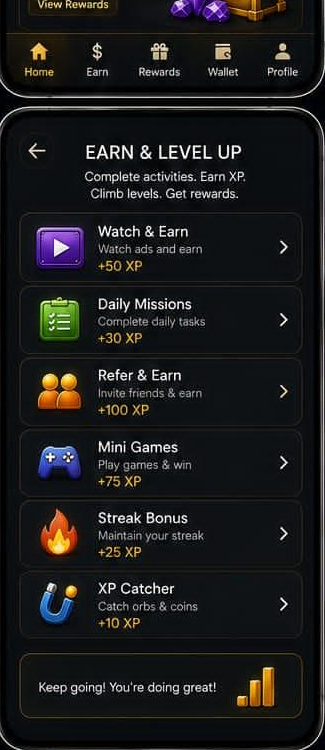 View Rewards
Home
Earn
Rewards
Wallet
Profile
EARN & LEVEL UP
Complete activities. Earn XP.
Climb levels. Get rewards.
Watch & Earn
Watch ads and earn
+50 XP
Daily Missions
Complete daily tasks
+30 XP
Refer & Earn
Invite friends & earn
+100 XP
Mini Games
Play games & win
+75 XP
Streak Bonus
Maintain your streak
+25 XP
XP Catcher
Catch orbs & coins
+10 XP
Keep going! You're doing great!